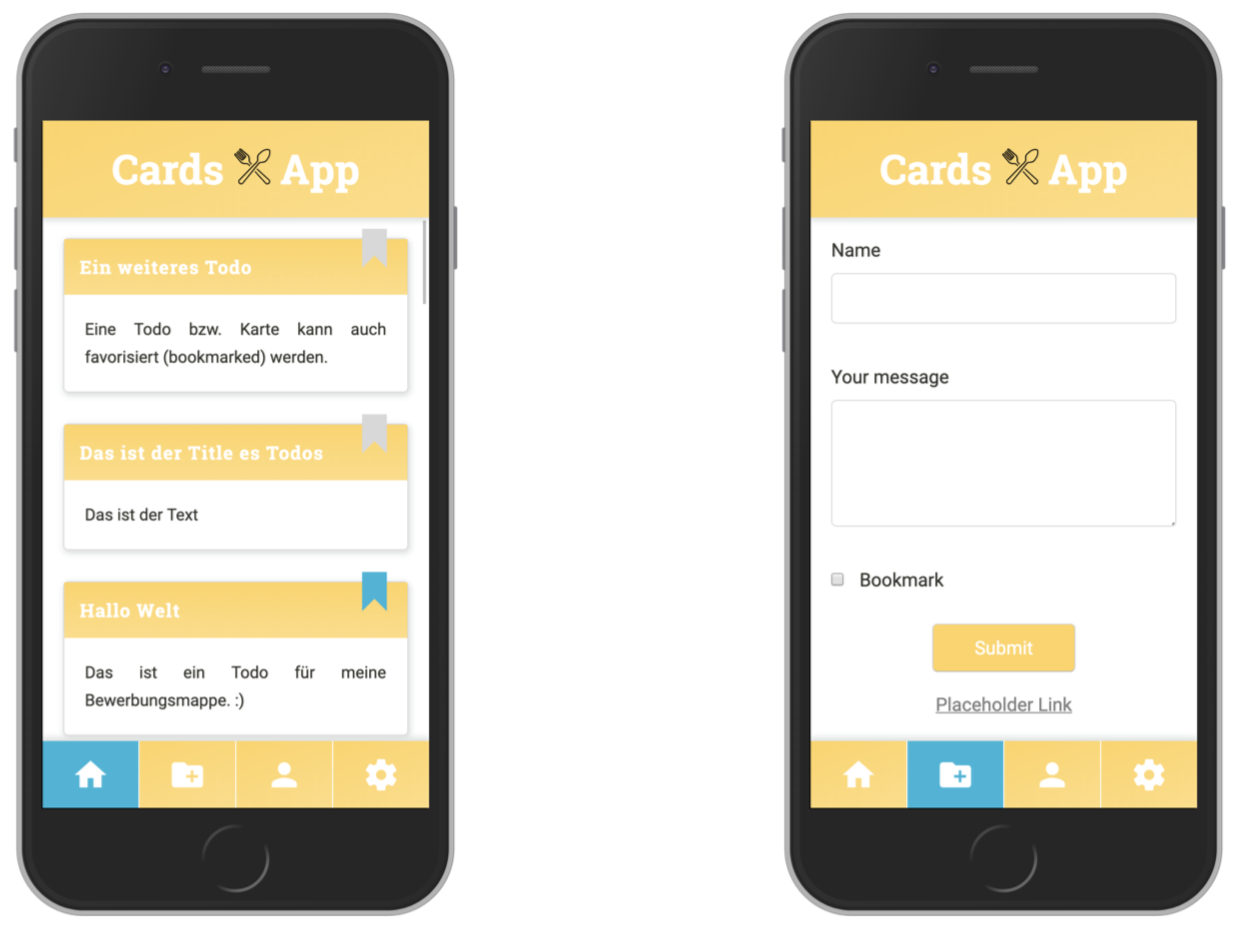 Cards App
Ein weiteres Todo
Eine Todo bzw. Karte kann auch
favorisiert (bookmarked) werden.
Das ist der Title es Todos
Das ist der Text
Hallo Welt
Das ist ein Todo für meine
Bewerbungsmappe. :)
Cards App
Name
Your message
Bookmark
Submit
Placeholder Link